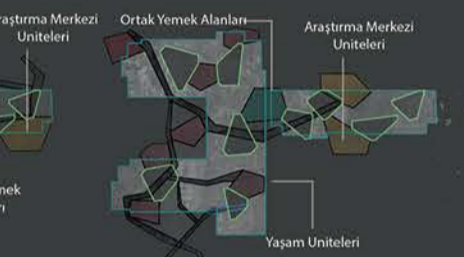 Araştırma Merkezi
Uniteleri
Ortak Yemek Alanları
Araştırma Merkezi
Uniteleri
Yaşam Uniteleri